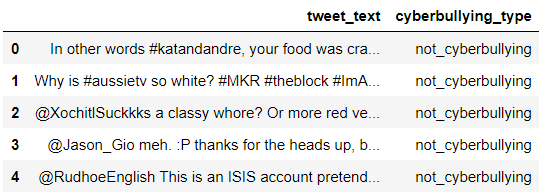 tweet_text cyberbullying_type
0 In other words #katandandre, your food was cra... not_cyberbullying
1 Why is #aussietv so white? #MKR #theblock #ImA... not_cyberbullying
2 @XochitlSuckkks a classy whore? Or more red ve... not_cyberbullying
3 @Jason_Gio meh. :P thanks for the heads up, b... not_cyberbullying
4 @RudhoeEnglish This is an ISIS account pretend... not_cyberbullying